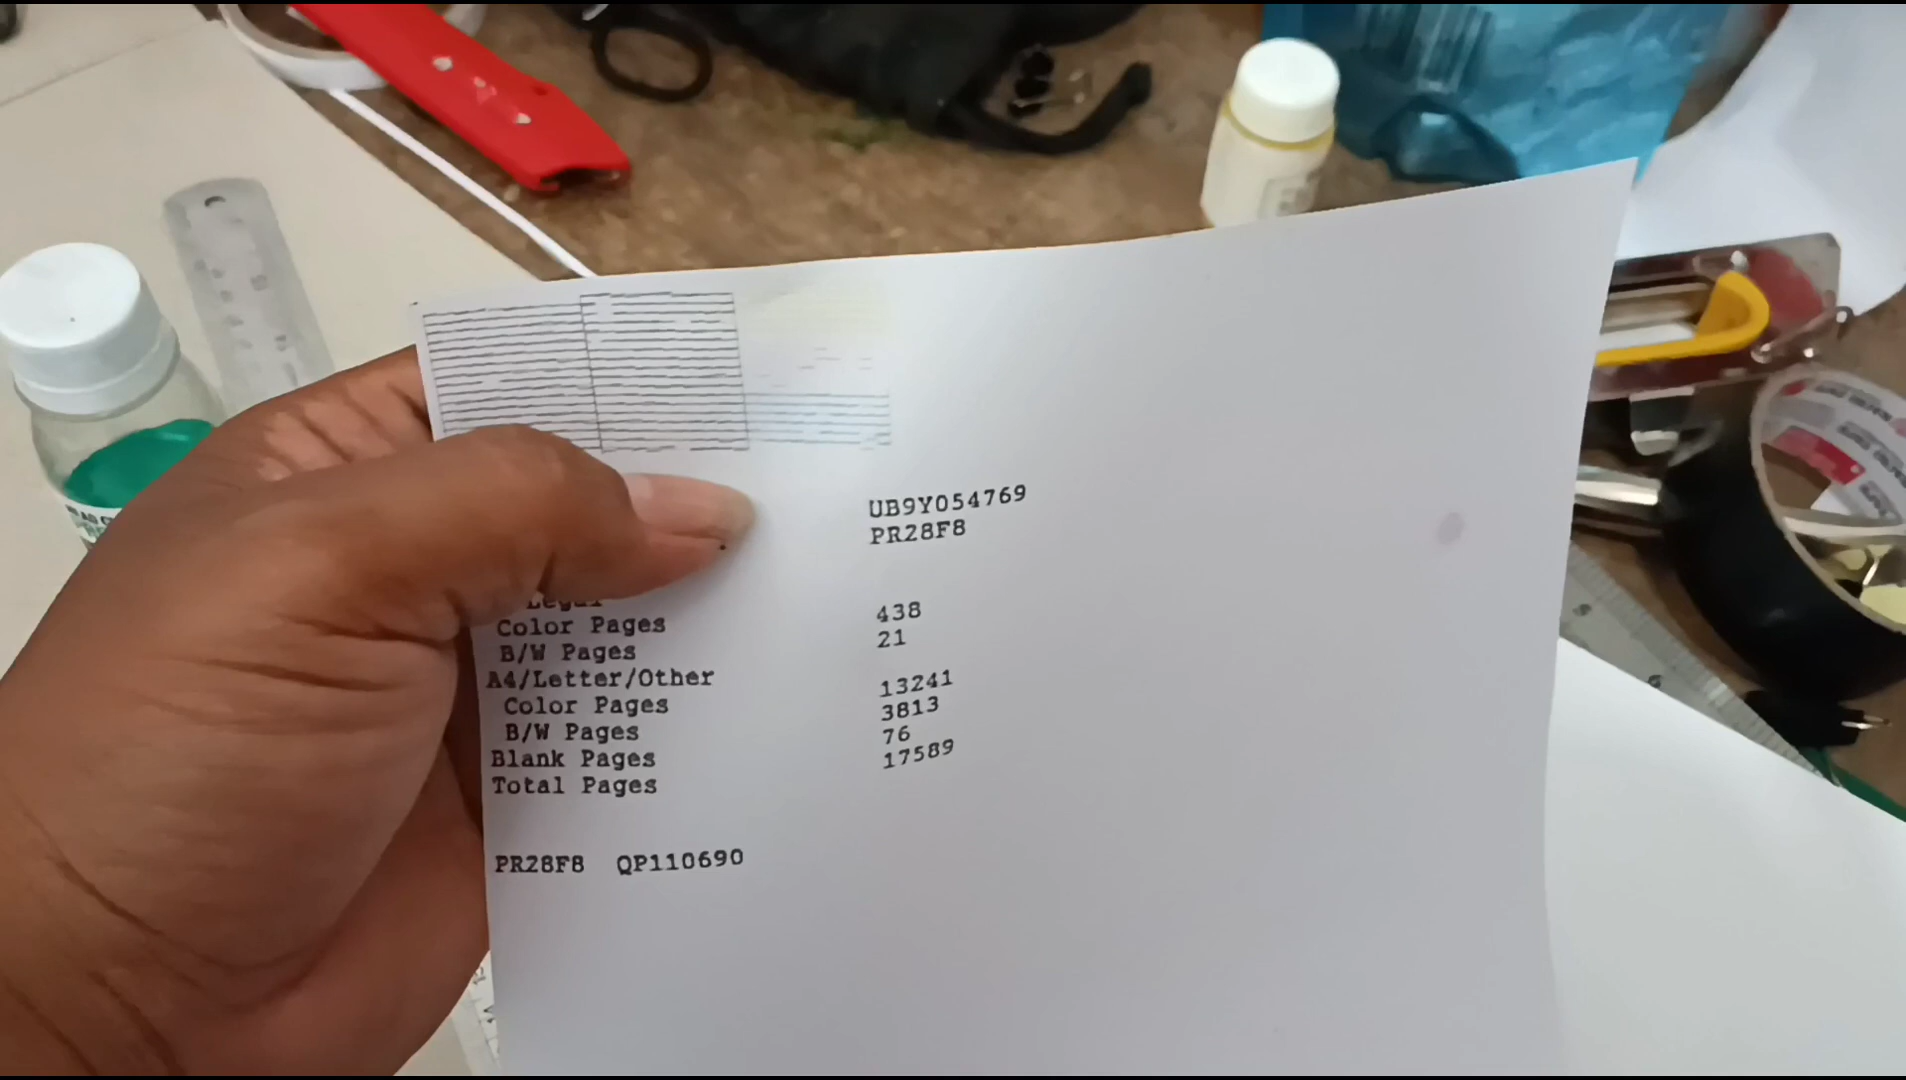 UB9Y054769
PR28F8
Legal
Color Pages 438
B/W Pages 21
A4/Letter/Other
Color Pages 13241
B/W Pages 3813
Blank Pages 76
Total Pages 17589
PR28F8 QP110690